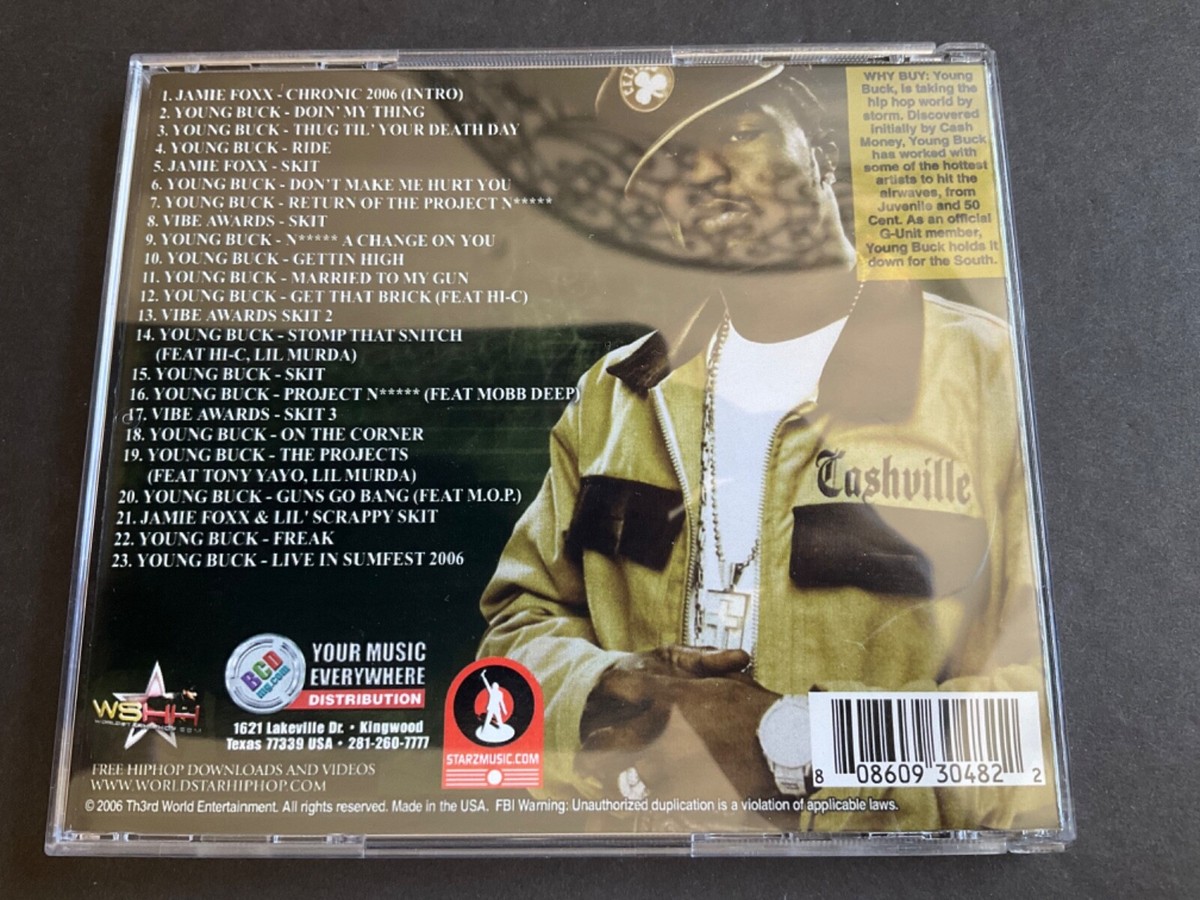 1. JAMIE FOXX - CHRONIC 2006 (INTRO)
2. YOUNG BUCK - DOIN' MY THING
3. YOUNG BUCK - THUG TIL' YOUR DEATH DAY
4. YOUNG BUCK - RIDE
5. JAMIE FOXX - SKIT
6. YOUNG BUCK - DON'T MAKE ME HURT YOU
7. YOUNG BUCK - RETURN OF THE PROJECT N*****
8. VIBE AWARDS - SKIT
9. YOUNG BUCK - N***** A CHANGE ON YOU
10. YOUNG BUCK - GETTIN HIGH
11. YOUNG BUCK - MARRIED TO MY GUN
12. YOUNG BUCK - GET THAT BRICK (FEAT HI-C)
13. VIBE AWARDS SKIT 2
14. YOUNG BUCK - STOMP THAT SNITCH
(FEAT HI-C, LIL MURDA)
15. YOUNG BUCK - SKIT
16. YOUNG BUCK - PROJECT N***** (FEAT MOBB DEEP)
17. VIBE AWARDS - SKIT 3
18. YOUNG BUCK - ON THE CORNER
19. YOUNG BUCK - THE PROJECTS
(FEAT TONY YAYO, LIL MURDA)
20. YOUNG BUCK - GUNS GO BANG (FEAT M.O.P.)
21. JAMIE FOXX & LIL' SCRAPPY SKIT
22. YOUNG BUCK - FREAK
23. YOUNG BUCK - LIVE IN SUMFEST 2006
WHY BUY: Young
Buck, is taking the
hip hop world by
storm. Discovered
initially by Cash
Money, Young Buck
has worked with
some of the hottest
artists to hit the
airwaves, from
Juvenile and 50
Cent. As an official
G-Unit member,
Young Buck holds it
down for the South.
Cashville
BCD
mg.com
YOUR MUSIC
EVERYWHERE
DISTRIBUTION
1621 Lakeville Dr. • Kingwood
Texas 77339 USA • 281-260-7777
WSHH
WORLDSTARHIPHOP.COM
STARZMUSIC.COM
FREE HIPHOP DOWNLOADS AND VIDEOS
WWW.WORLDSTARHIPHOP.COM
8 08609 30482 2
© 2006 Th3rd World Entertainment. All rights reserved. Made in the USA. FBI Warning: Unauthorized duplication is a violation of applicable laws.